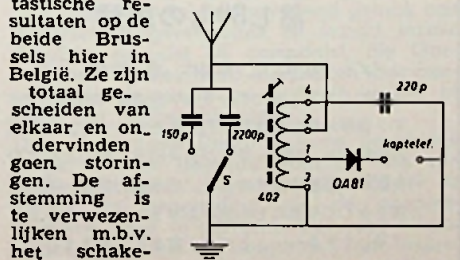 tastische re-
sultaten op de
beide Brus-
sels hier in
België. Ze zijn
totaal ge-
scheiden van
elkaar en on-
dervinden
geen storin-
gen. De af-
stemming is
te verwezen-
lijken m.b.v.
het schake-
150p
2200p
S
402
4
2
1
3
220p
OA81
koptelef.